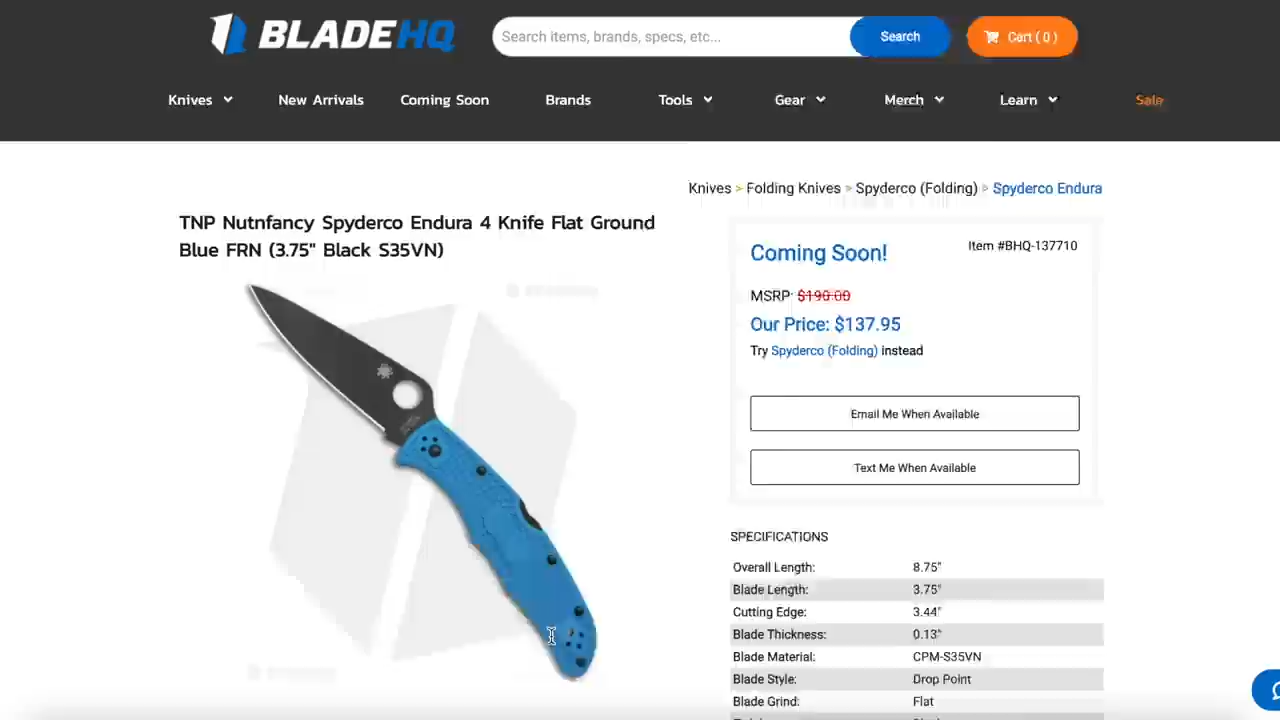 BLADEHQ
Search items, brands, specs, etc...
Search
Cart ( 0 )
Knives
New Arrivals
Coming Soon
Brands
Tools
Gear
Merch
Learn
Sale
Knives > Folding Knives > Spyderco (Folding) > Spyderco Endura
TNP Nutnfancy Spyderco Endura 4 Knife Flat Ground
Blue FRN (3.75" Black S35VN)
Coming Soon!
Item #BHQ-137710
MSRP: $190.00
Our Price: $137.95
Try Spyderco (Folding) instead
Email Me When Available
Text Me When Available
SPECIFICATIONS
Overall Length: 8.75"
Blade Length: 3.75"
Cutting Edge: 3.44"
Blade Thickness: 0.13"
Blade Material: CPM-S35VN
Blade Style: Drop Point
Blade Grind: Flat